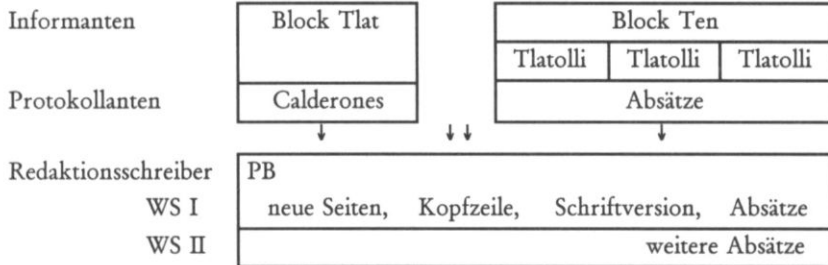 Informanten Block Tlat Block Ten
Tlatolli Tlatolli Tlatolli
Protokollanten Calderones Absätze
Redaktionsschreiber PB
WS I neue Seiten, Kopfzeile, Schriftversion, Absätze
WS II weitere Absätze